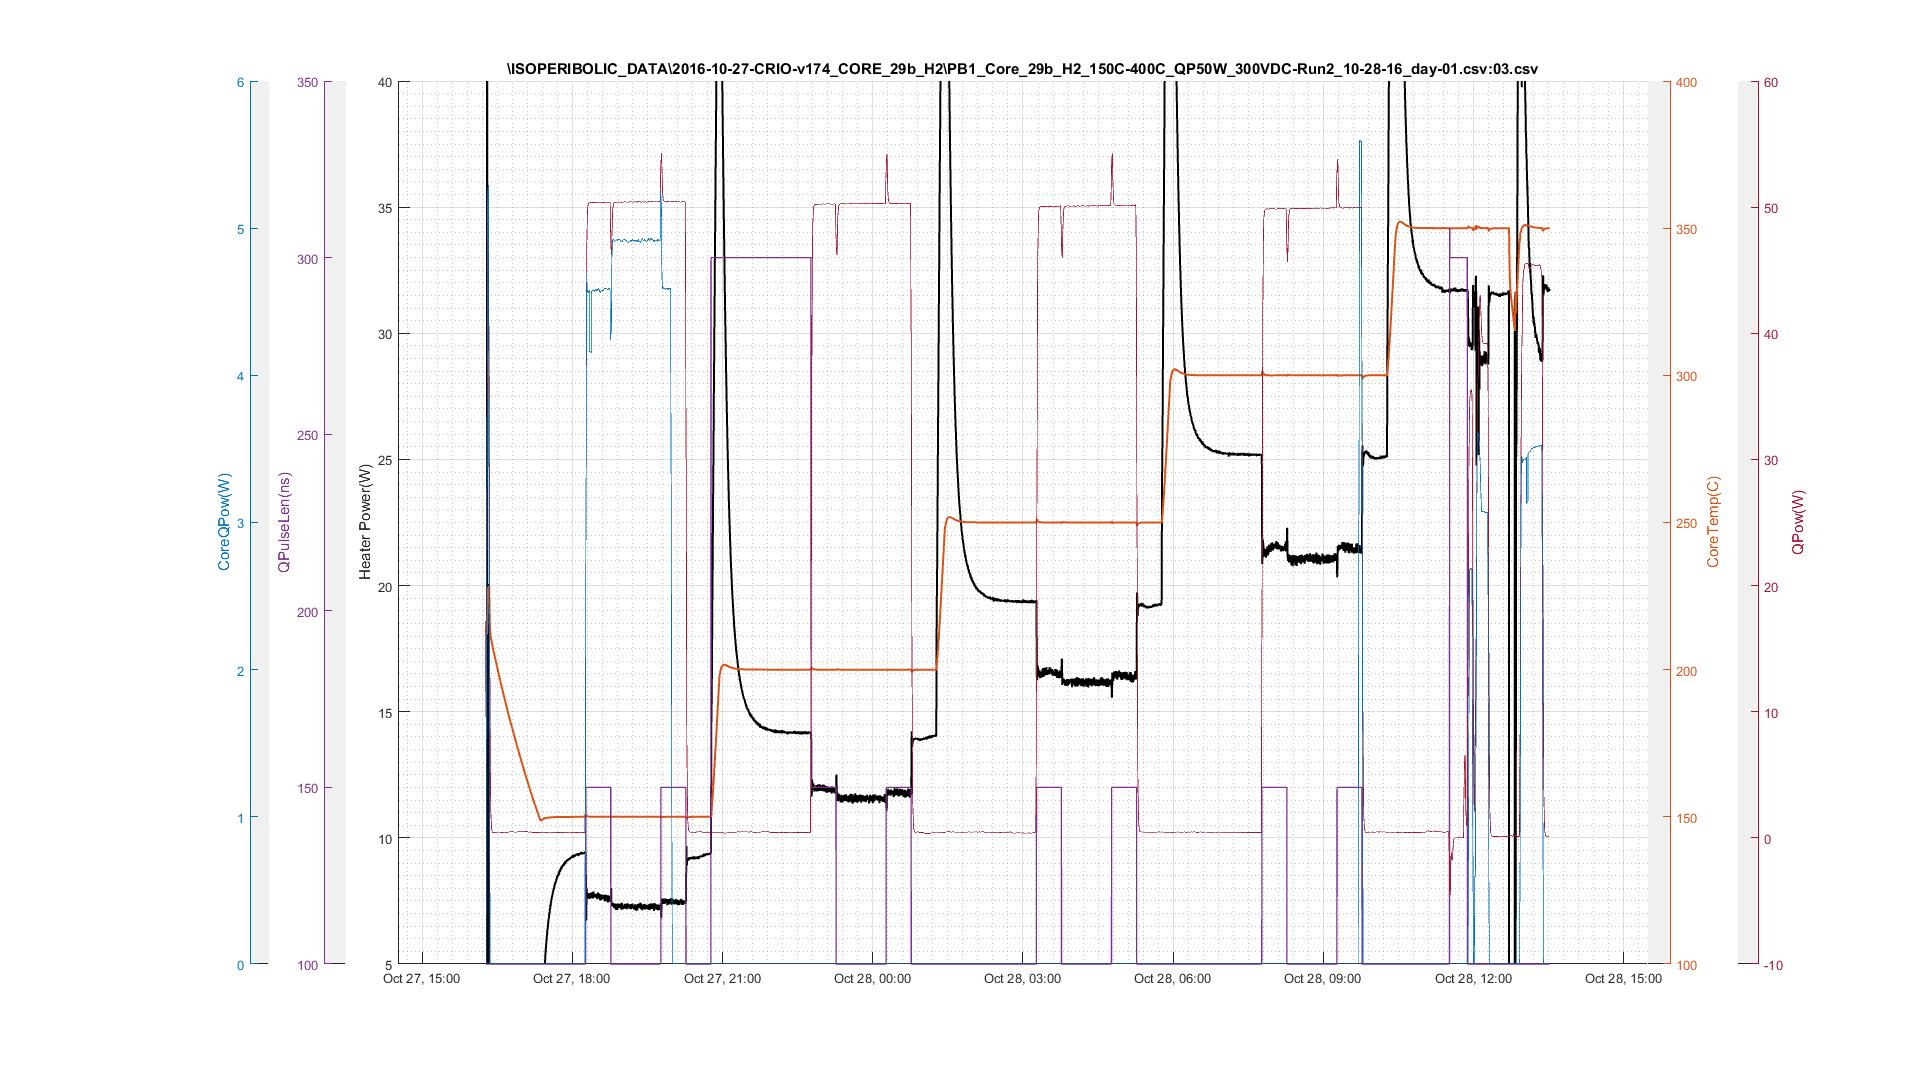 \ISOPERIBOLIC_DATA\2016-10-27-CRIO-v174_CORE_29b_H2\PB1_Core_29b_H2_150C-400C_QP50W_300VDC-Run2_10-28-16_day-01.csv:03.csv
CoreQPow(W)
6
5
4
3
2
1
0
QPulseLen(ns)
350
300
250
200
150
100
Heater Power(W)
40
35
30
25
20
15
10
5
Oct 27, 15:00
Oct 27, 18:00
Oct 27, 21:00
Oct 28, 00:00
Oct 28, 03:00
Oct 28, 06:00
Oct 28, 09:00
Oct 28, 12:00
Oct 28, 15:00
400
350
300
250
200
150
100
CoreTemp(C)
60
50
40
30
20
10
0
-10
QPow(W)